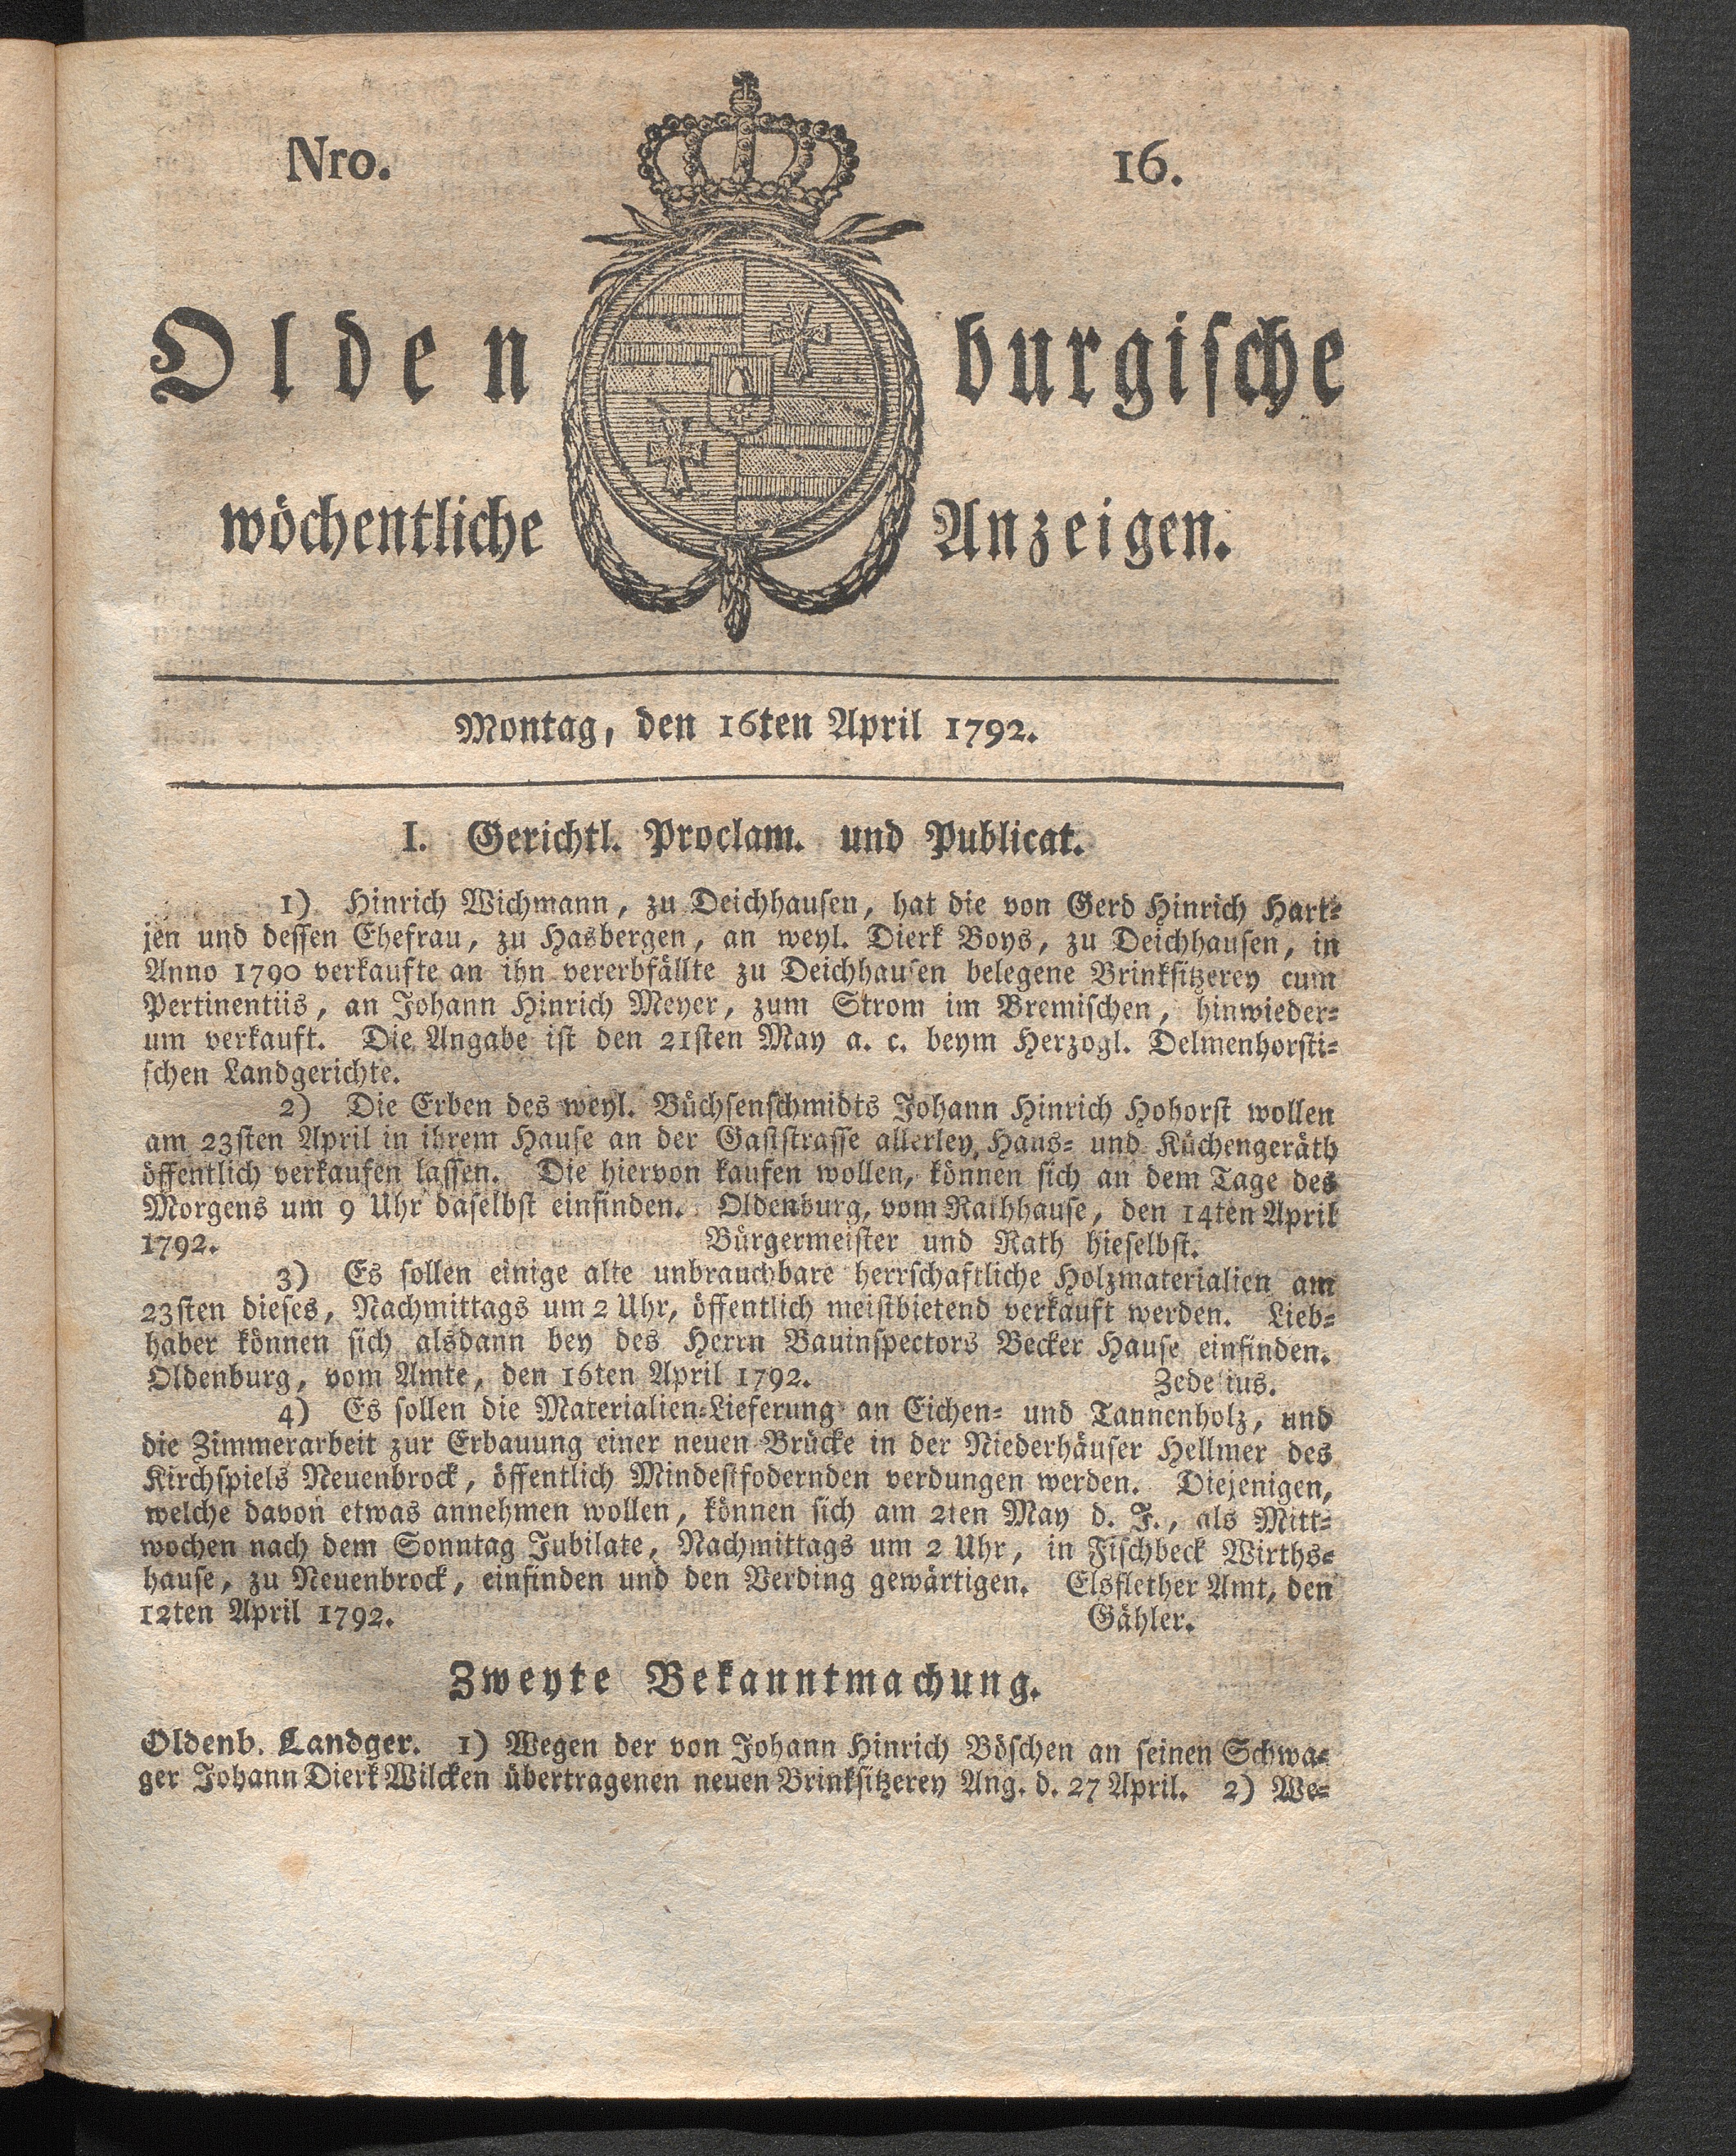 Nro. 16.
Olden burgische
wöchentliche Anzeigen.
Montag, den 16ten April 1792.
I. Gerichtl. Proclam. und Publicat.
1) Hinrich Wichmann, zu Deichhausen, hat die von Gerd Hinrich Hart-
jen und dessen Ehefrau, zu Hasbergen, an weyl. Dierk Boys, zu Deichhausen, in
Anno 1790 verkaufte an ihn vererbfällte zu Deichhausen belegene Brinksitzerey cum
Pertinentiis, an Johann Hinrich Meyer, zum Strom im Bremischen, hinwieder-
um verkauft. Die Angabe ist den 21sten May a. c. beym Herzogl. Delmenhorsti-
schen Landgerichte.
2) Die Erben des weyl. Büchsenschmidts Johann Hinrich Hohorst wollen
am 23sten April in ihrem Hause an der Gaststrasse allerley, Haus- und Küchengeräth
öffentlich verkaufen lassen. Die hiervon kaufen wollen, können sich an dem Tage des
Morgens um 9 Uhr daselbst einfinden. Oldenburg, vom Rathhause, den 14ten April
1792. Bürgermeister und Rath hieselbst.
3) Es sollen einige alte unbrauchbare herrschaftliche Holzmaterialien am
23sten dieses, Nachmittags um 2 Uhr, öffentlich meistbietend verkauft werden. Lieb-
haber können sich alsdann bey des Herrn Bauinspectors Becker Hause einfinden.
Oldenburg, vom Amte, den 16ten April 1792. Zedelius.
4) Es sollen die Materialien-Lieferung an Eichen- und Tannenholz, und
die Zimmerarbeit zur Erbauung einer neuen Brücke in der Niederhäuser Hellmer des
Kirchspiels Neuenbrock, öffentlich Mindestfodernden verdungen werden. Diejenigen,
welche davon etwas annehmen wollen, können sich am 2ten May d. J., als Mitt-
wochen nach dem Sonntag Jubilate, Nachmittags um 2 Uhr, in Fischbeck Wirths-
hause, zu Neuenbrock, einfinden und den Verding gewärtigen. Elsflether Amt, den
12ten April 1792. Gähler.
Zweyte Bekanntmachung.
Oldenb. Landger. 1) Wegen der von Johann Hinrich Böschen an seinen Schwa-
ger Johann Dierk Wilcken übertragenen neuen Brinksitzerey Ang. d. 27 April. 2) We-